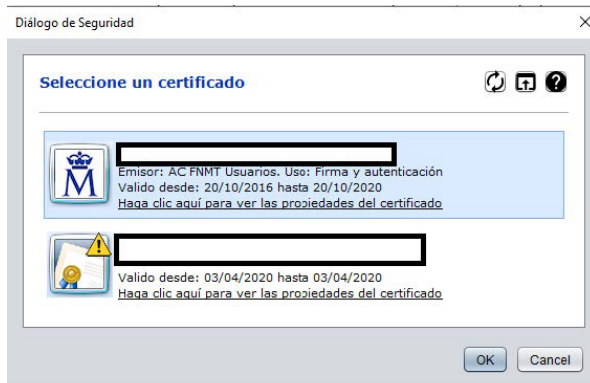 Diálogo de Seguridad
Seleccione un certificado
Emisor: AC FNMT Usuarios. Uso: Firma y autenticación
Valido desde: 20/10/2016 hasta 20/10/2020
Haga clic aquí para ver las propiedades del certificado
Valido desde: 03/04/2020 hasta 03/04/2020
Haga clic aquí para ver las propiedades del certificado
OK Cancel